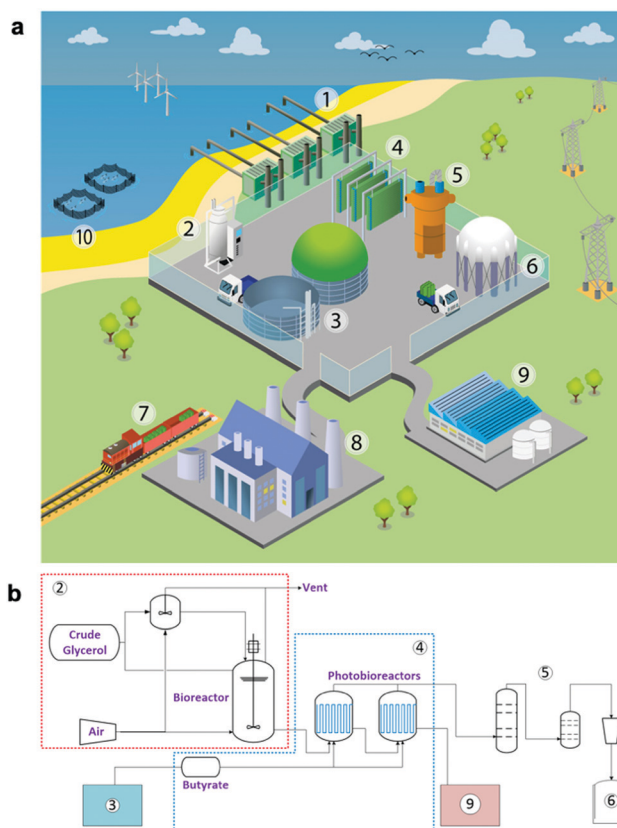 a
1
4
5
2
10
6
3
9
7
8
b
②
Vent
④
Crude
Glycerol
Photobioreactors
⑤
Bioreactor
Air
Butyrate
③
⑨
⑥